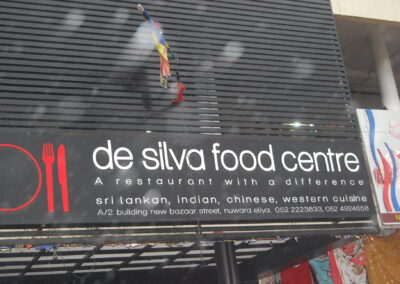 de silva food centre
A restaurant with a difference
sri lankan, indian, chinese, western cuisine
A/2 building new bazaar street, nuwara eliya. 052 2223833, 052 4924658